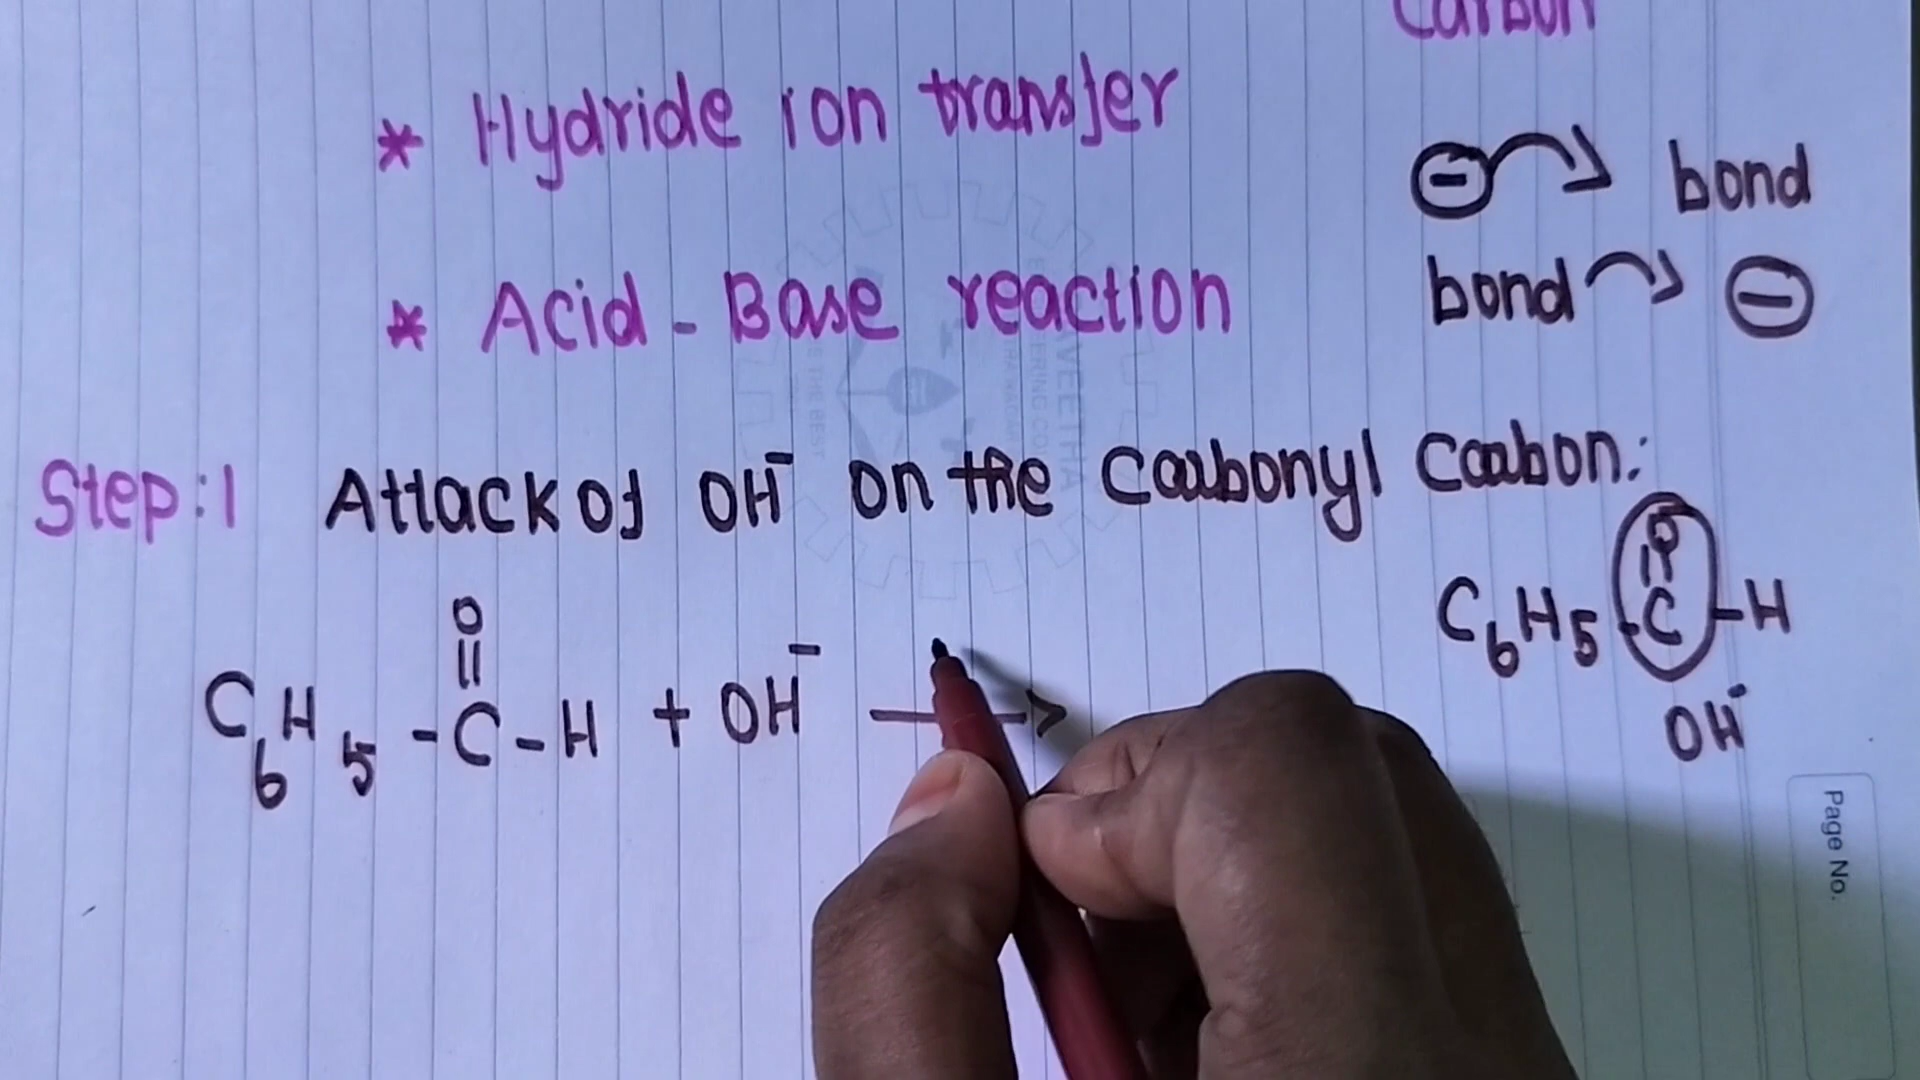 Carbon
* Hydride ion transfer
⊖ ↷ bond
* Acid - Base reaction
bond ↷ ⊖
Step:1 Attack of OH⁻ on the Carbonyl Carbon:
O
||
C₆H₅ - C - H + OH⁻ →
O
||
C₆H₅ - C - H
OH⁻
Page No.